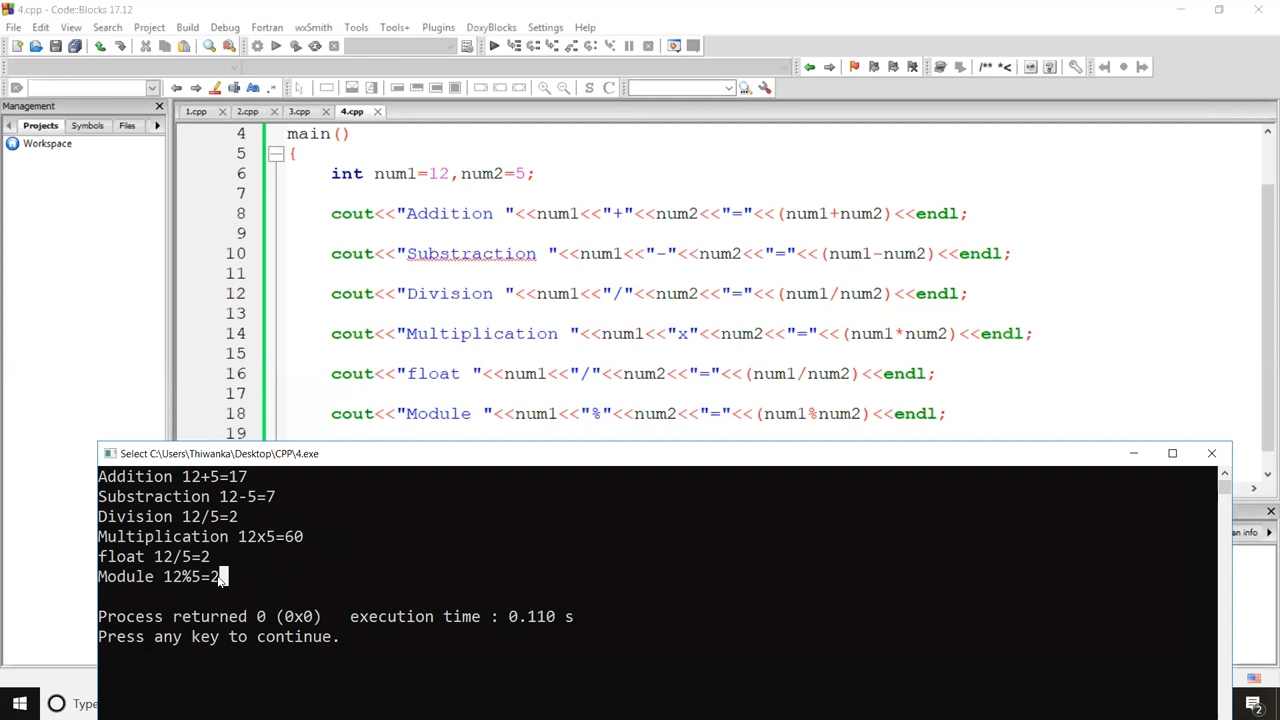 4.cpp - Code::Blocks 17.12
File Edit View Search Project Build Debug Fortran wxSmith Tools Tools+ Plugins DoxyBlocks Settings Help
Management
Projects Symbols Files
Workspace
1.cpp 2.cpp 3.cpp 4.cpp
4 main()
5 {
6 int num1=12,num2=5;
7
8 cout<<"Addition "<<num1<<"+"<<num2<<"="<<(num1+num2)<<endl;
9
10 cout<<"Substraction "<<num1<<"-"<<num2<<"="<<(num1-num2)<<endl;
11
12 cout<<"Division "<<num1<<"/"<<num2<<"="<<(num1/num2)<<endl;
13
14 cout<<"Multiplication "<<num1<<"x"<<num2<<"="<<(num1*num2)<<endl;
15
16 cout<<"float "<<num1<<"/"<<num2<<"="<<(num1/num2)<<endl;
17
18 cout<<"Module "<<num1<<"%"<<num2<<"="<<(num1%num2)<<endl;
19
Select C:\Users\Thiwanka\Desktop\CPP\4.exe
Addition 12+5=17
Substraction 12-5=7
Division 12/5=2
Multiplication 12x5=60
float 12/5=2
Module 12%5=2
Process returned 0 (0x0) execution time : 0.110 s
Press any key to continue.
an info
Type
2